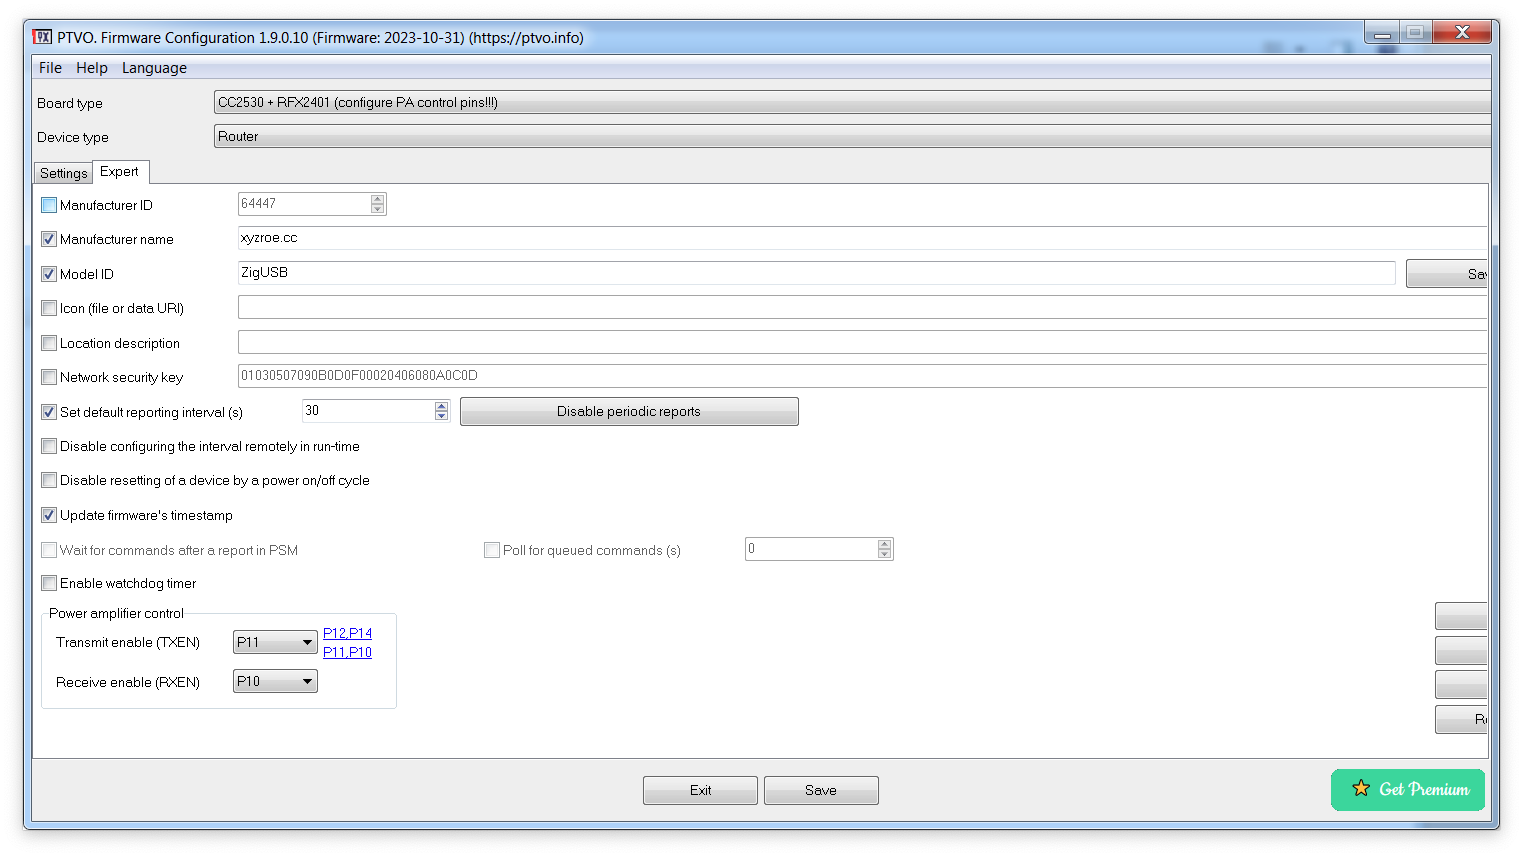 PTVO. Firmware Configuration 1.9.0.10 (Firmware: 2023-10-31) (https://ptvo.info)
File Help Language
Board type CC2530 + RFX2401 (configure PA control pins!!!)
Device type Router
Settings Expert
Manufacturer ID 64447
Manufacturer name xyzroe.cc
Model ID ZigUSB
Icon (file or data URI)
Location description
Network security key 01030507090B0D0F00020406080A0C0D
Set default reporting interval (s) 30 Disable periodic reports
Disable configuring the interval remotely in run-time
Disable resetting of a device by a power on/off cycle
Update firmware's timestamp
Wait for commands after a report in PSM Poll for queued commands (s) 0
Enable watchdog timer
Power amplifier control
Transmit enable (TXEN) P11 P12,P14
P11,P10
Receive enable (RXEN) P10
Exit Save Get Premium